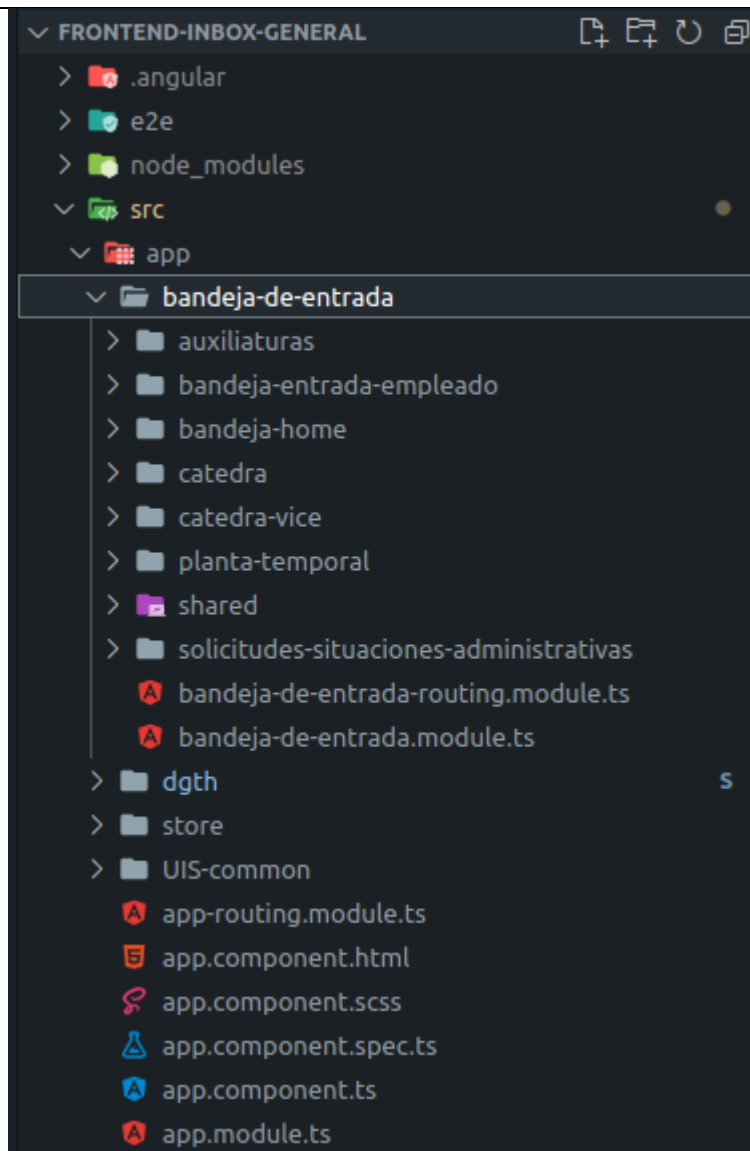 FRONTEND-INBOX-GENERAL
.angular
e2e
node_modules
src
app
bandeja-de-entrada
auxiliaturas
bandeja-entrada-empleado
bandeja-home
catedra
catedra-vice
planta-temporal
shared
solicitudes-situaciones-administrativas
bandeja-de-entrada-routing.module.ts
bandeja-de-entrada.module.ts
dgth S
store
UIS-common
app-routing.module.ts
app.component.html
app.component.scss
app.component.spec.ts
app.component.ts
app.module.ts